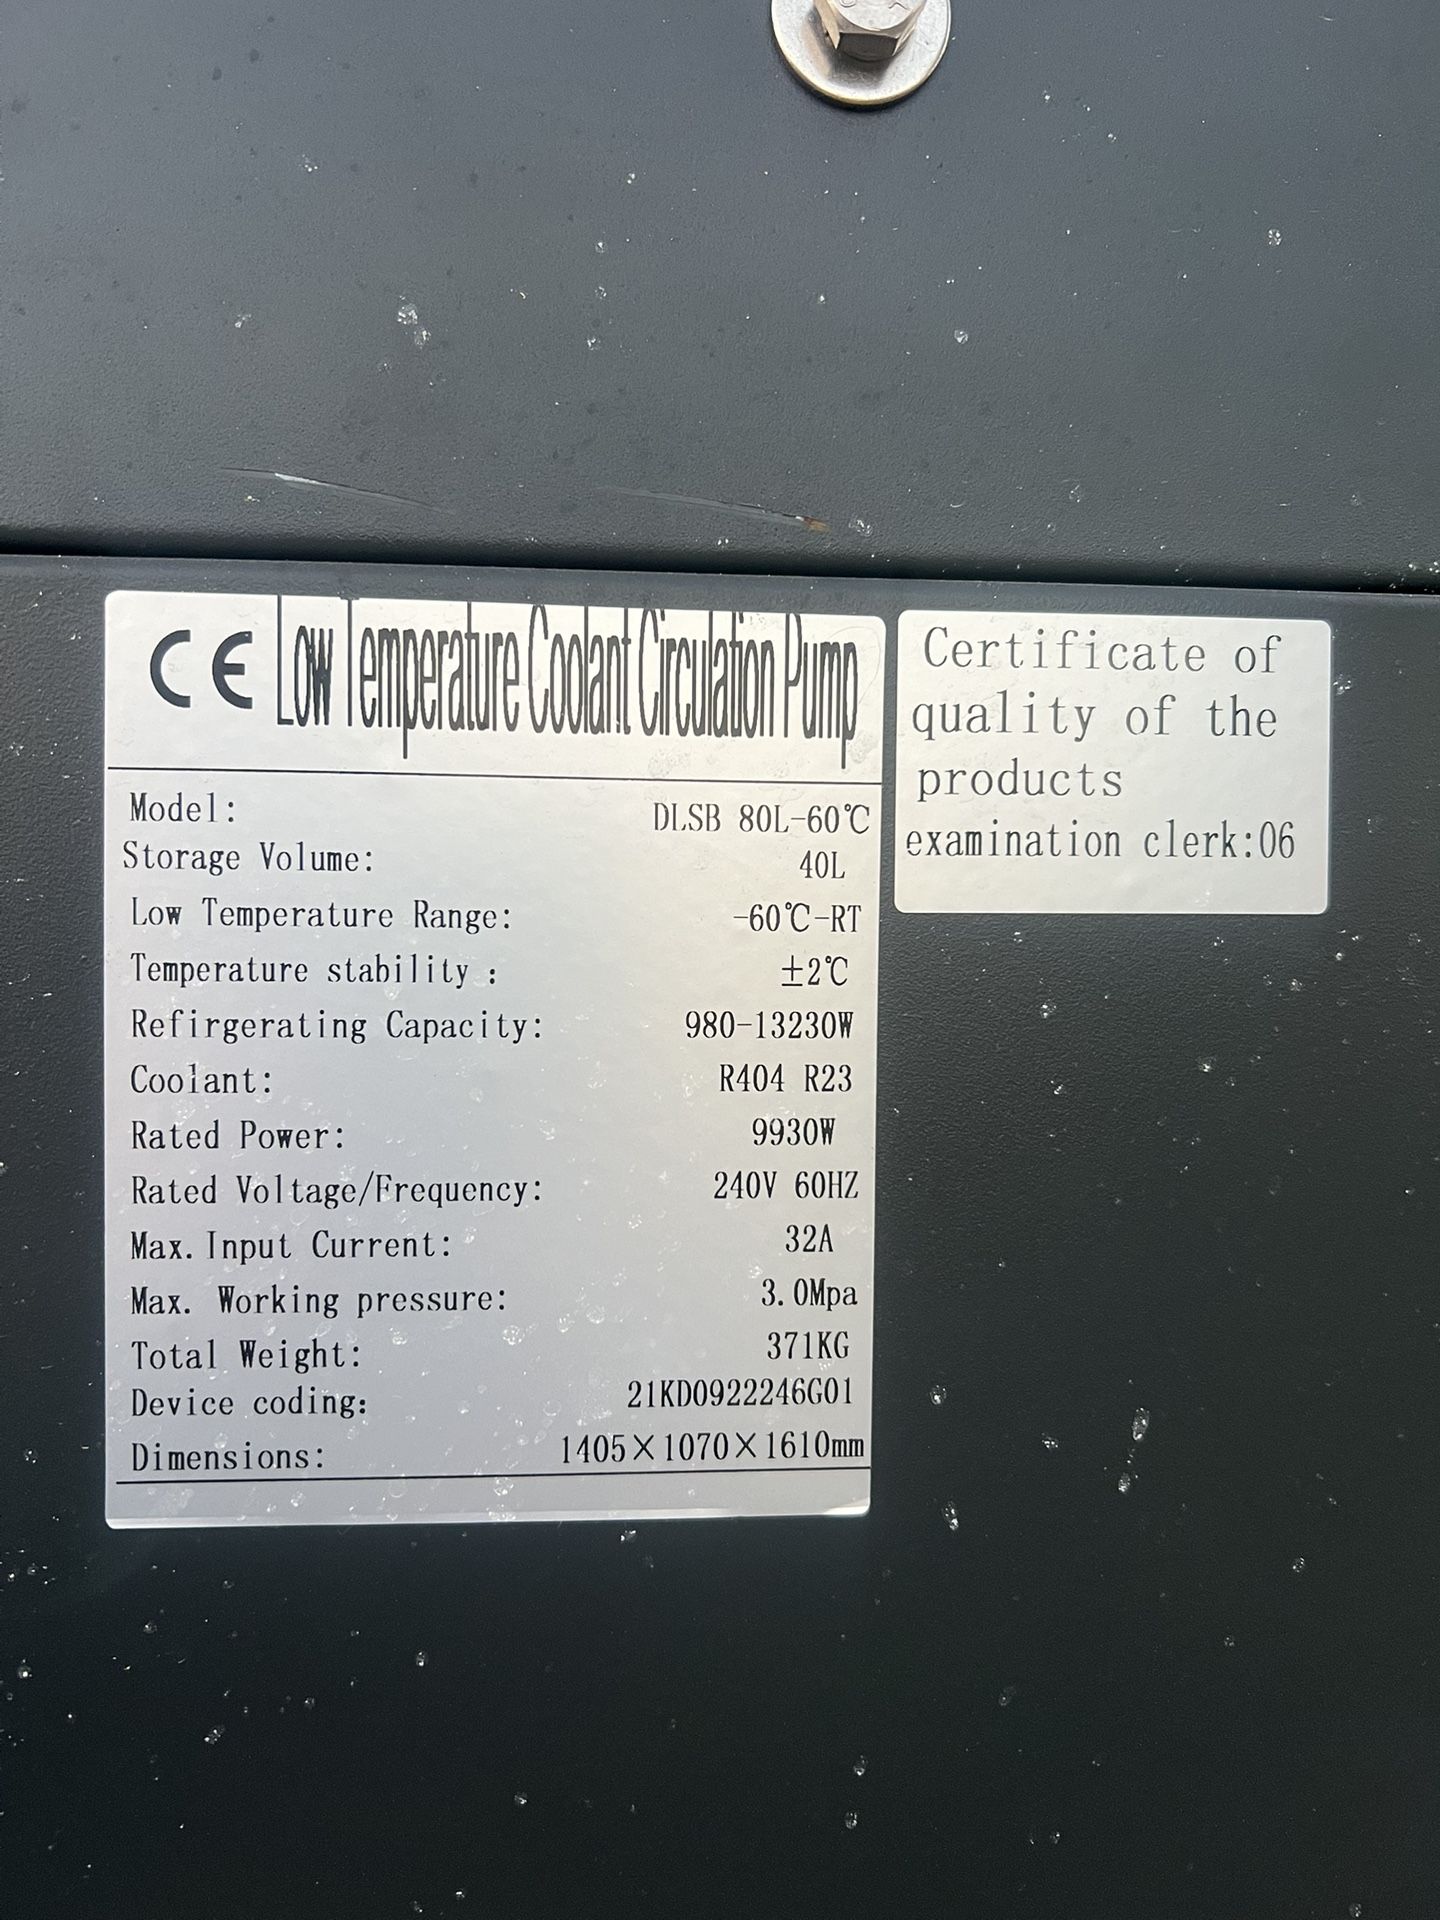 CE Low Temperature Coolant Circulation Pump
Model: DLSB 80L-60℃
Storage Volume: 40L
Low Temperature Range: -60℃-RT
Temperature stability : ±2℃
Refirgerating Capacity: 980-13230W
Coolant: R404 R23
Rated Power: 9930W
Rated Voltage/Frequency: 240V 60HZ
Max. Input Current: 32A
Max. Working pressure: 3.0Mpa
Total Weight: 371KG
Device coding: 21KD0922246G01
Dimensions: 1405×1070×1610mm
Certificate of
quality of the
products
examination clerk:06